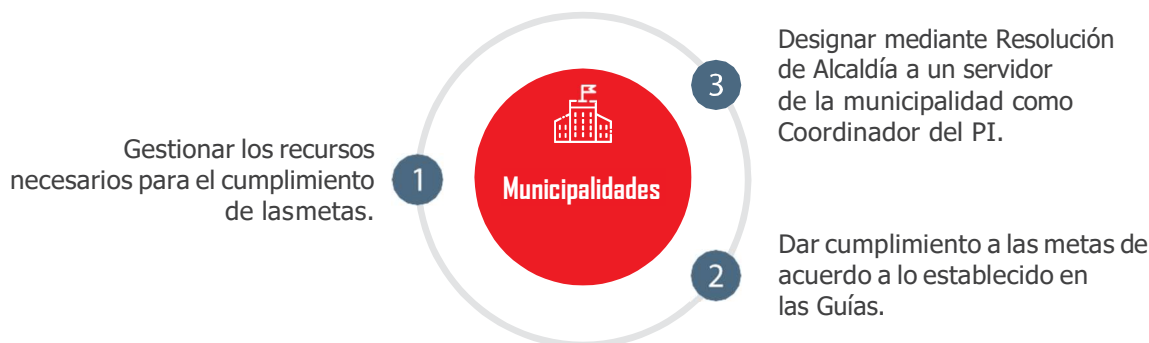 Gestionar los recursos
necesarios para el cumplimiento
de lasmetas.
1
Municipalidades
3
Designar mediante Resolución
de Alcaldía a un servidor
de la municipalidad como
Coordinador del PI.
2
Dar cumplimiento a las metas de
acuerdo a lo establecido en
las Guías.